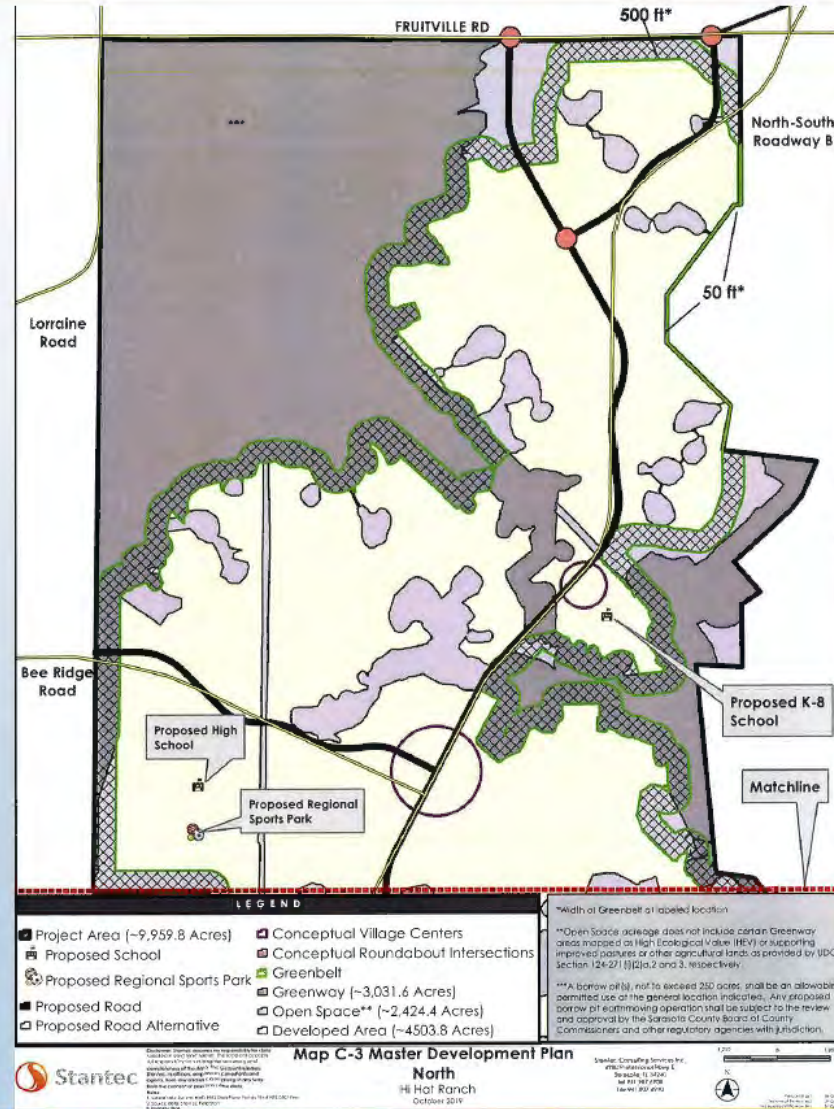 FRUITVILLE RD
500 ft*
***
North-South
Roadway B
50 ft*
Lorraine
Road
Bee Ridge
Road
Proposed K-8
School
Proposed High
School
Proposed Regional
Sports Park
Matchline
LEGEND
Project Area (~9,959.8 Acres)
Proposed School
Proposed Regional Sports Park
Proposed Road
Proposed Road Alternative
Conceptual Village Centers
Conceptual Roundabout Intersections
Greenbelt
Greenway (~3,031.6 Acres)
Open Space** (~2,424.4 Acres)
Developed Area (~4503.8 Acres)
*Width of Greenbelt at labeled location
**Open Space acreage does not include certain Greenway
areas mapped as High Ecological Value (HEV) or supporting
improved pastures or other agricultural lands as provided by UDC
Section 124-271 and 3, respectively.
***A borrow pit(s), not to exceed 250 acres, shall be an allowable
permitted use at the general location indicated. Any proposed
borrow pit earthmoving operation shall be subject to the review
and approval by the Sarasota County Board of County
Commissioners and other regulatory agencies with jurisdiction.
Stantec
Map C-3 Master Development Plan
North
Hi Hat Ranch
October 2019
Stantec Consulting Services Inc.
N